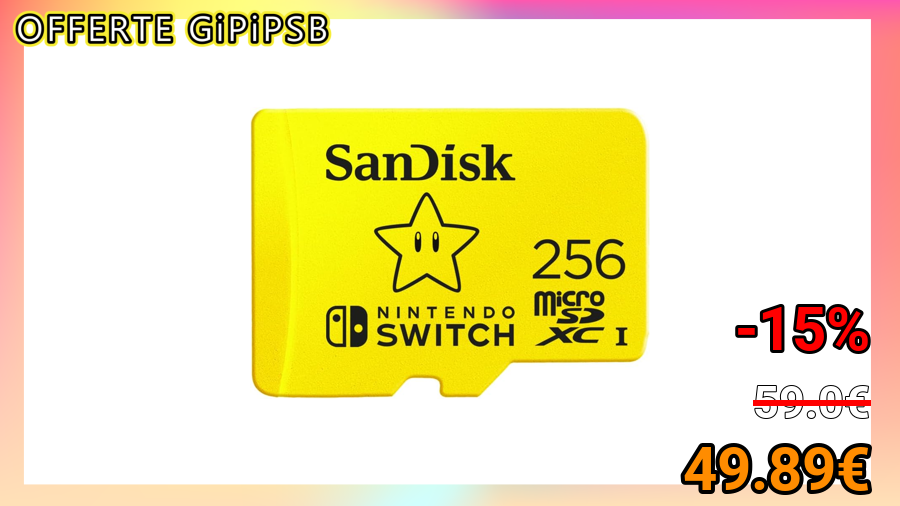 OFFERTE GiPiPSB
SanDisk
256
micro
SD
XC I
NINTENDO
SWITCH
-15%
59.0€
49.89€